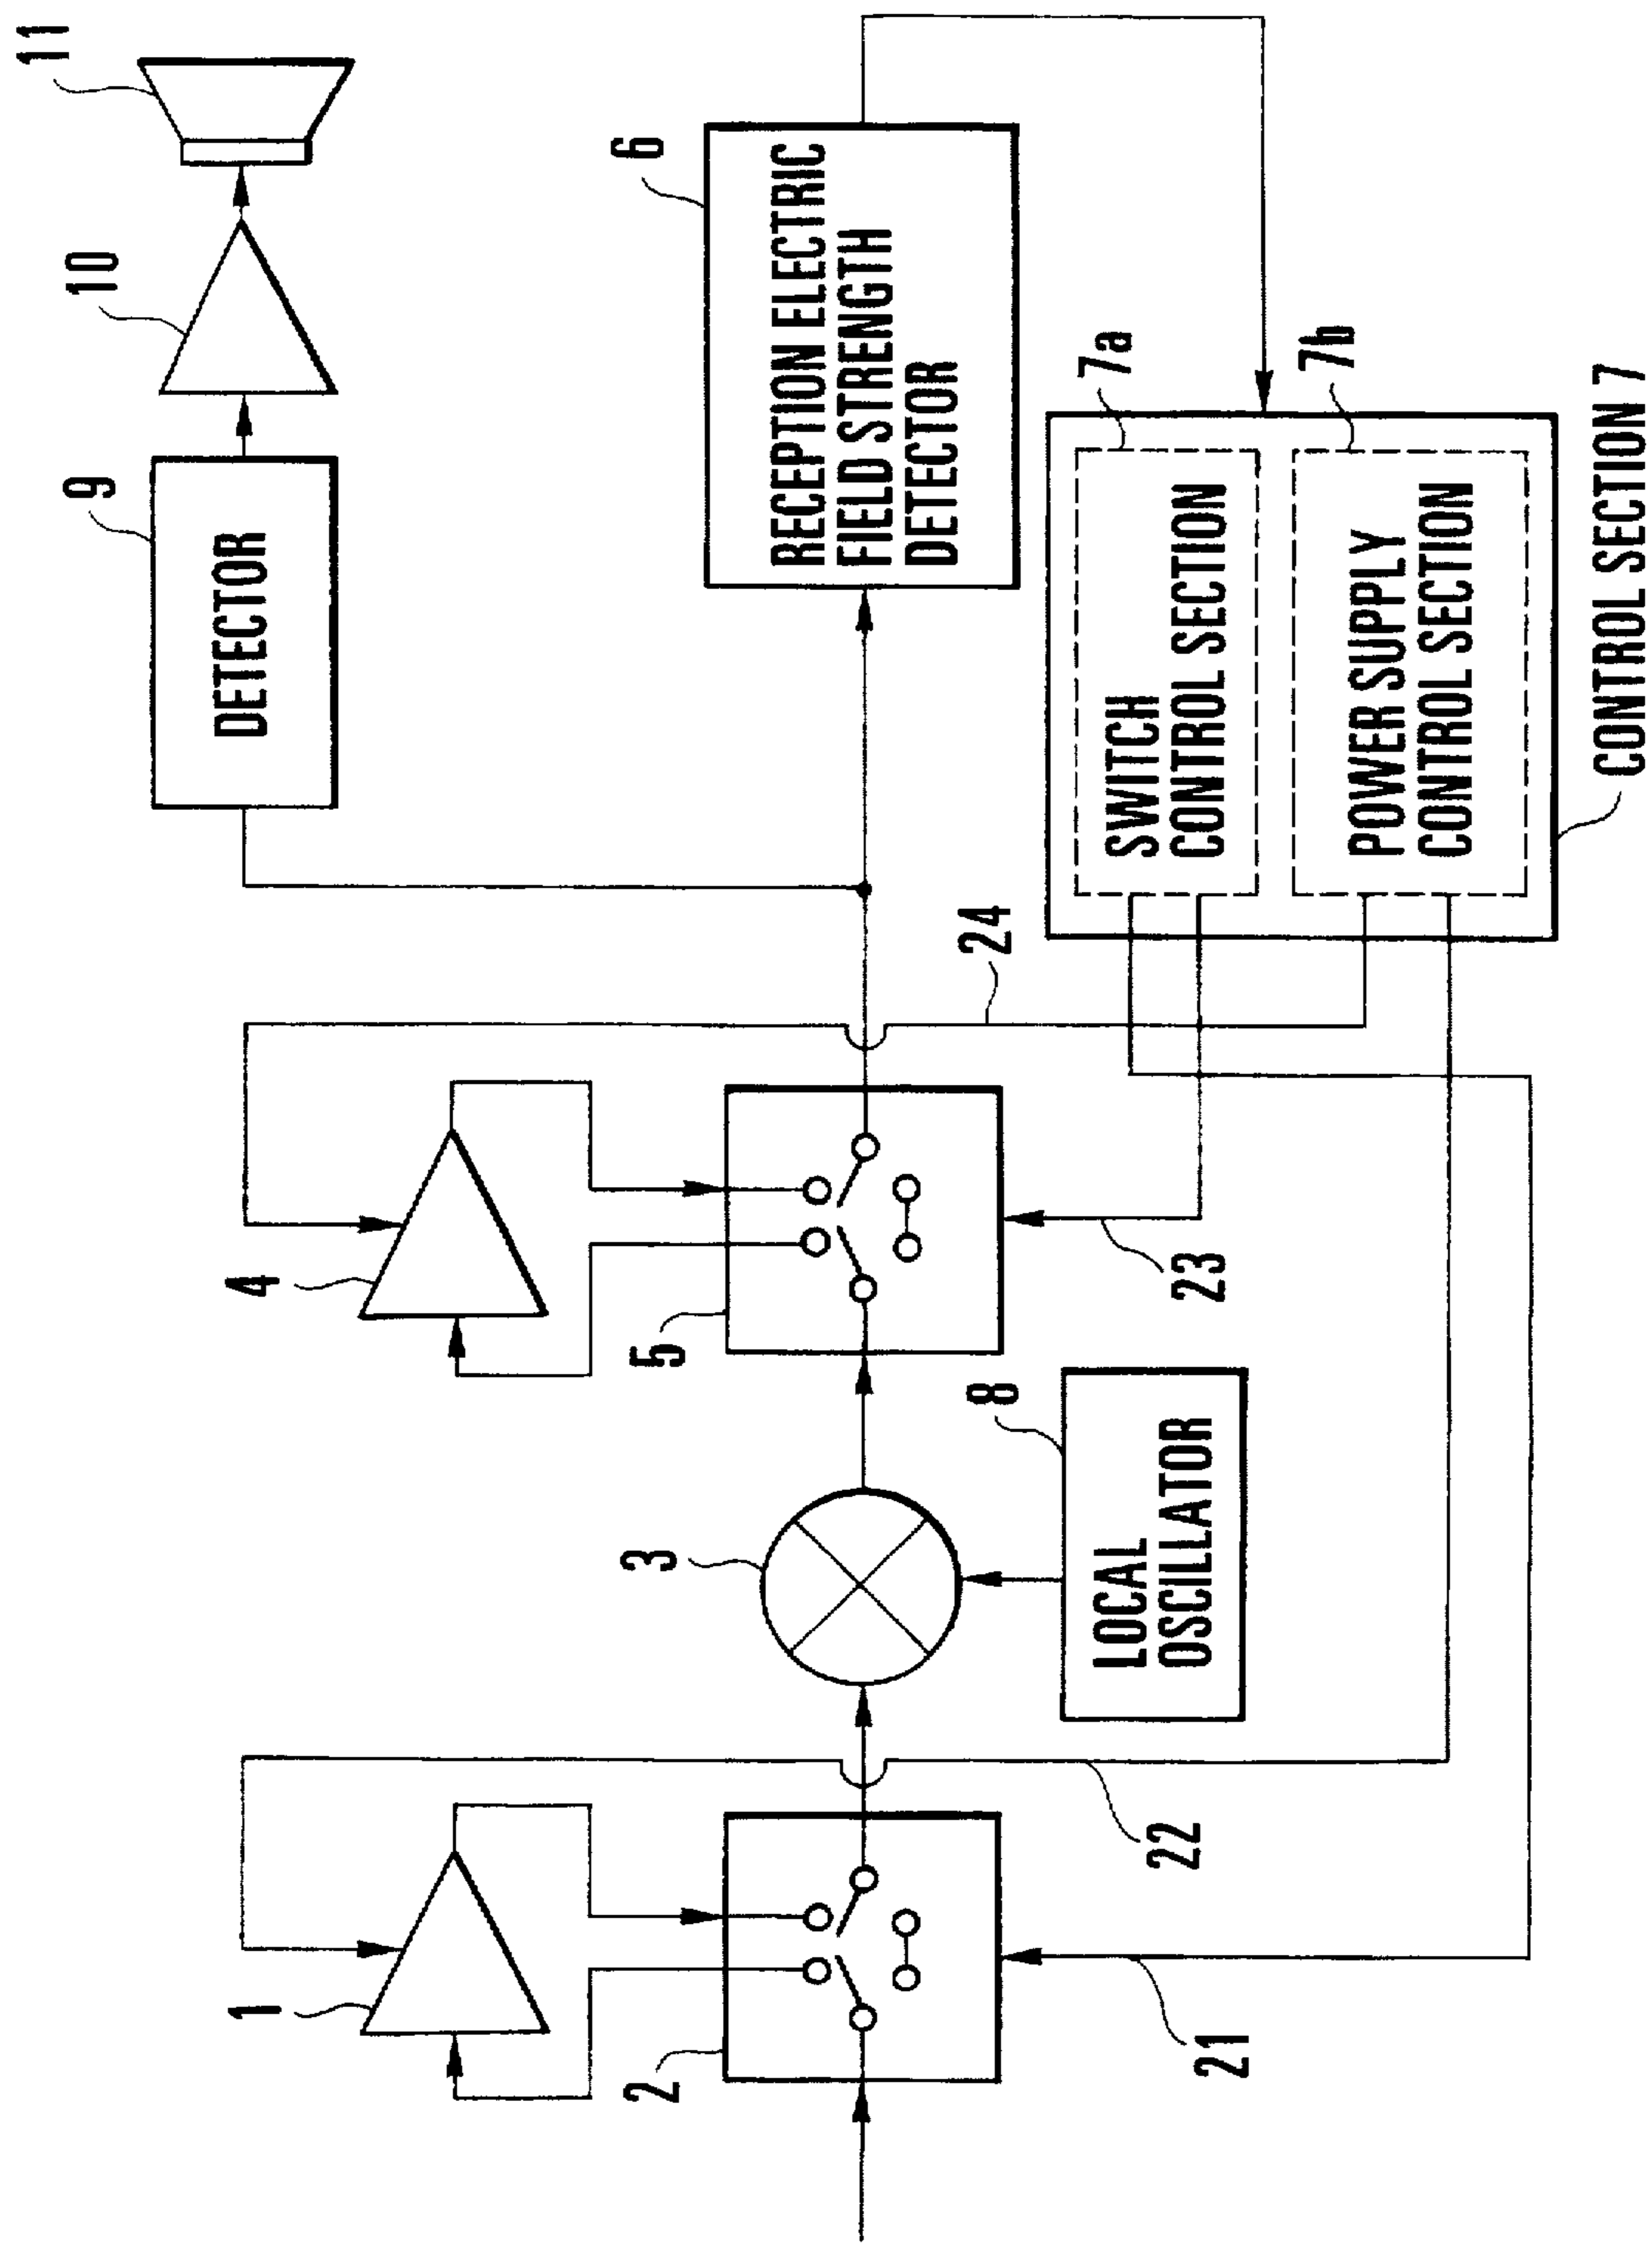 11
10
9
DETECTOR
6
RECEPTION ELECTRIC
FIELD STRENGTH
DETECTOR
7a
SWITCH
CONTROL SECTION
7b
POWER SUPPLY
CONTROL SECTION
CONTROL SECTION 7
24
4
5
23
3
8
LOCAL
OSCILLATOR
22
1
2
21